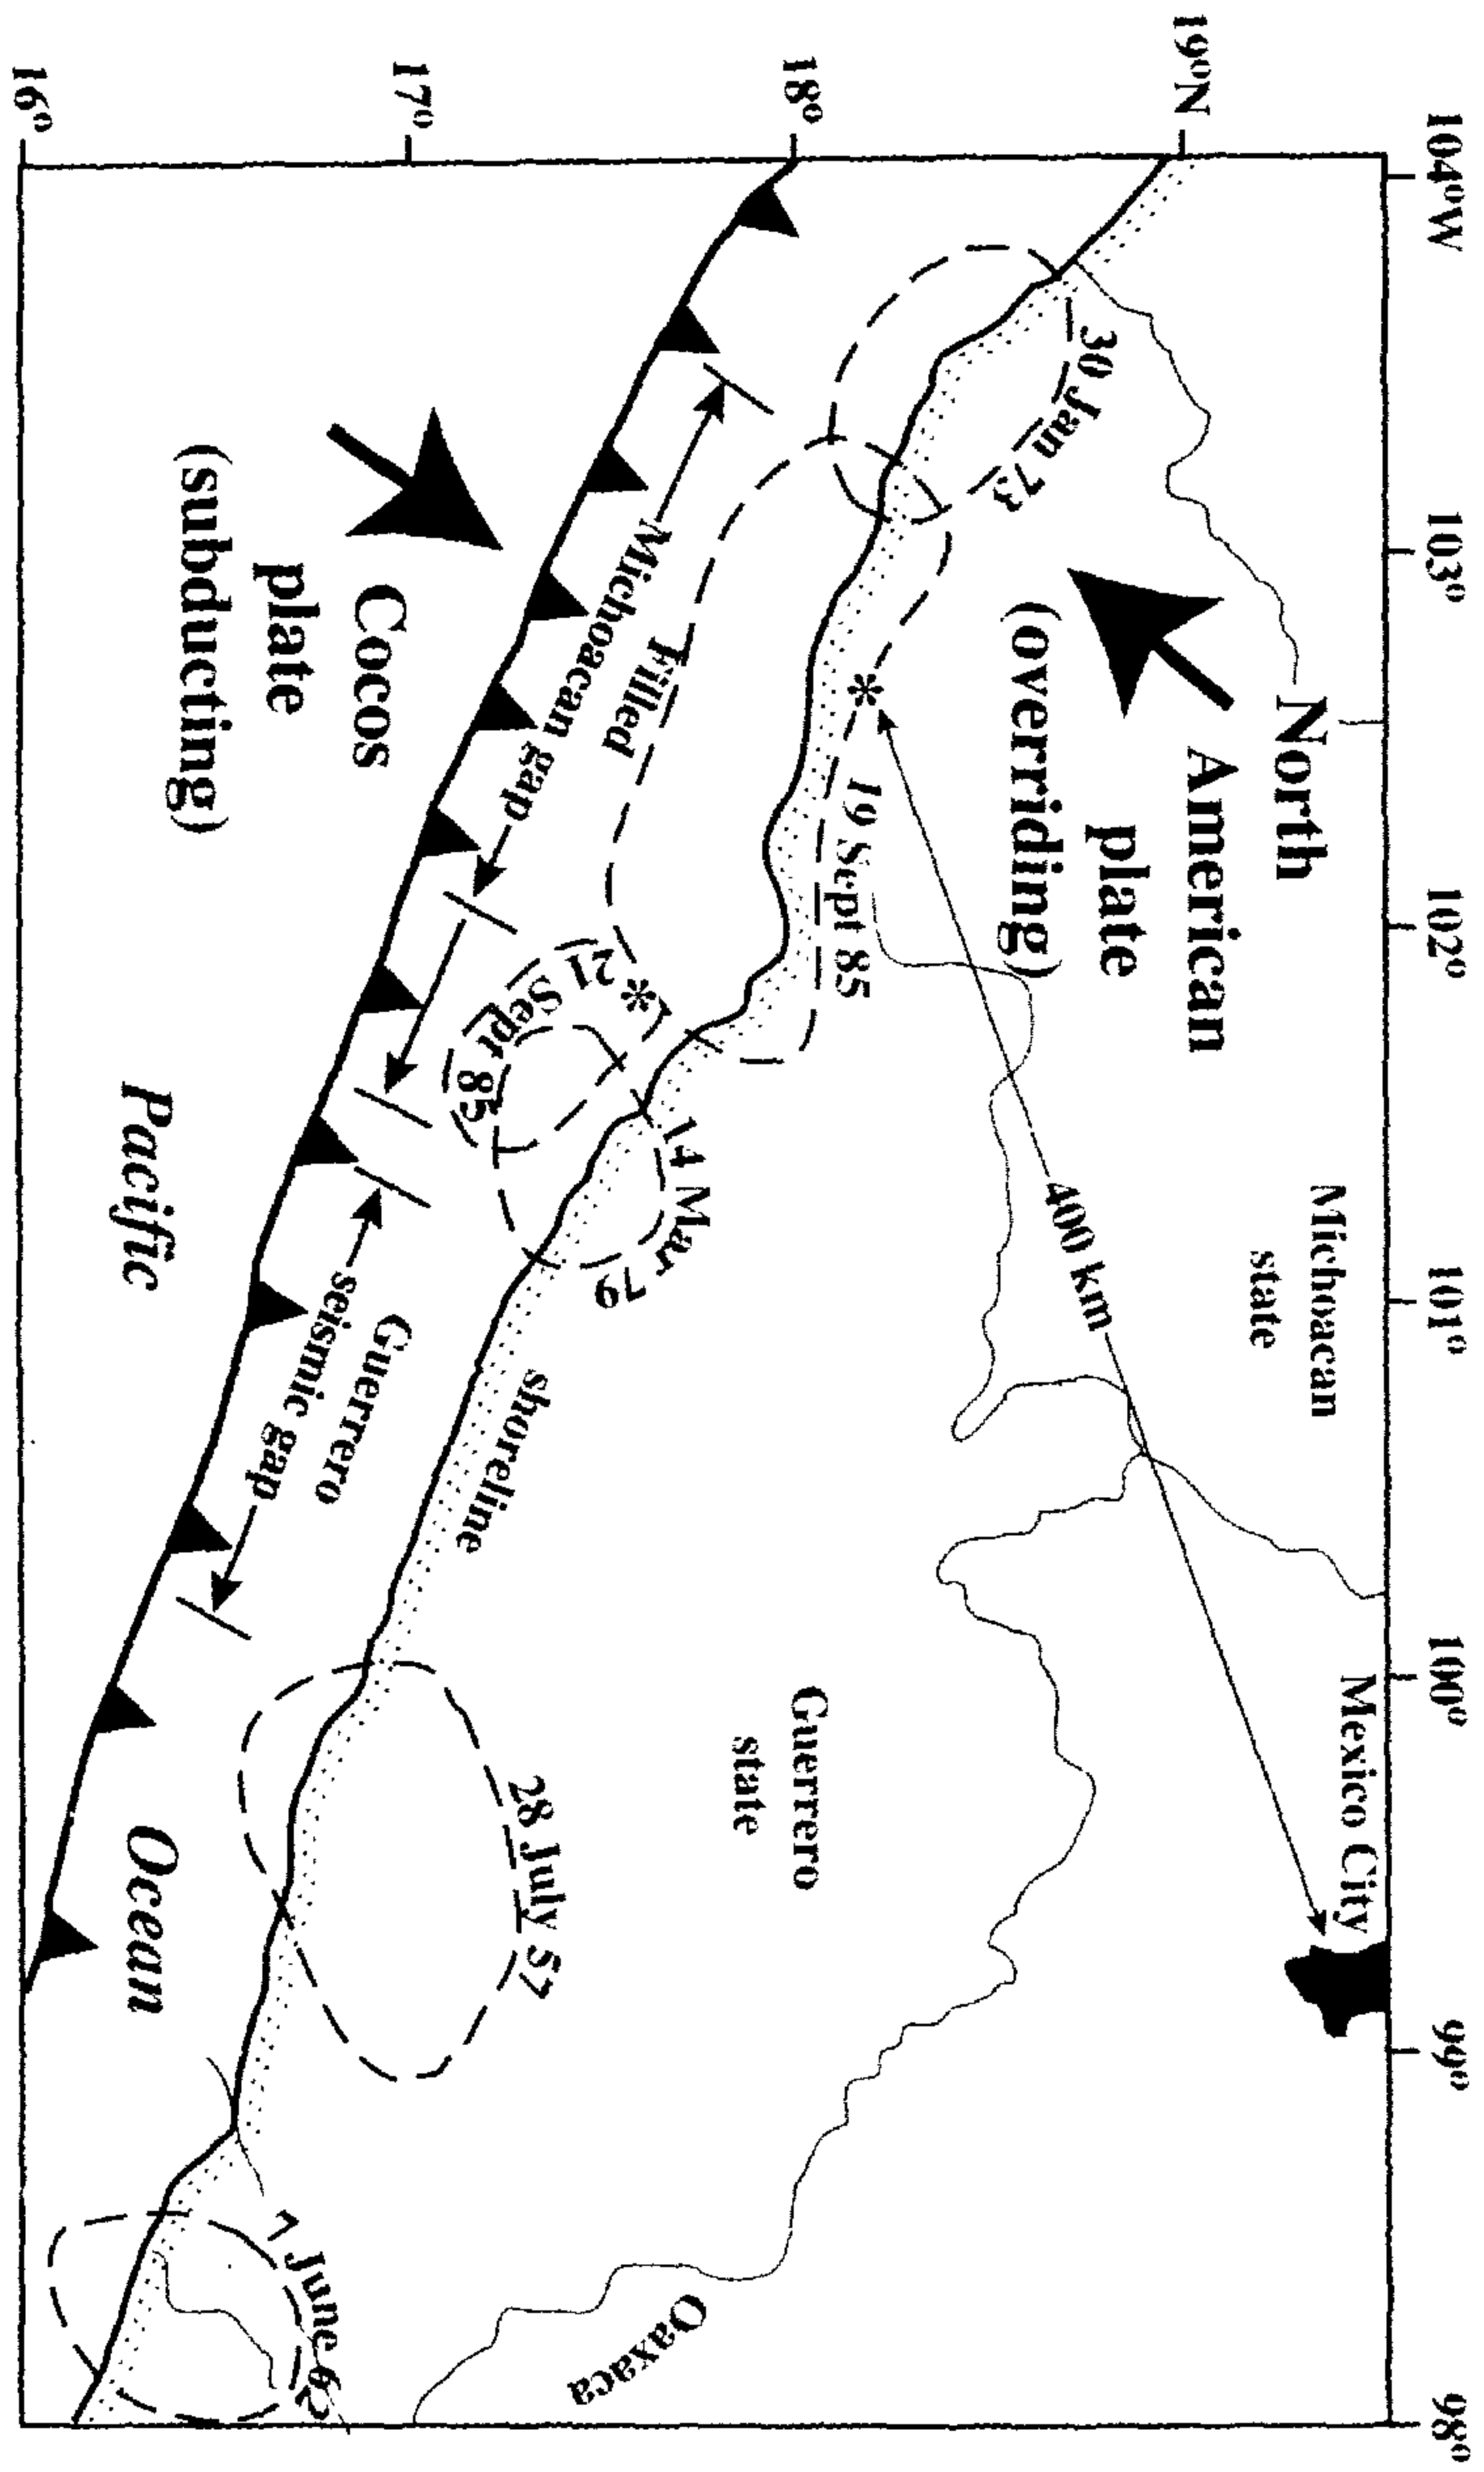 104°W
103°
102°
101°
100°
99°
98°
19°N
18°
17°
16°
North
American
plate
(overriding)
Michoacan
state
Mexico City
400 km
30 Jan 73
19 Sept 85
21 Sept 85
14 Mar 79
28 July 57
7 June 62
Guerrero
state
Oaxaca
shoreline
Filled
Michoacan gap
Guerrero
seismic gap
Cocos
plate
(subducting)
Pacific
Ocean
*
*